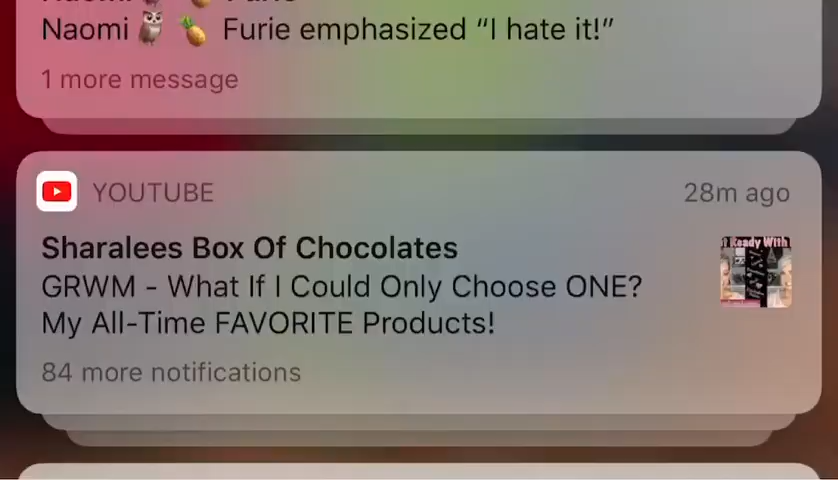 Naomi🦉🍍 Furie emphasized “I hate it!”
1 more message
YOUTUBE
28m ago
Sharalees Box Of Chocolates
GRWM - What If I Could Only Choose ONE?
My All-Time FAVORITE Products!
84 more notifications